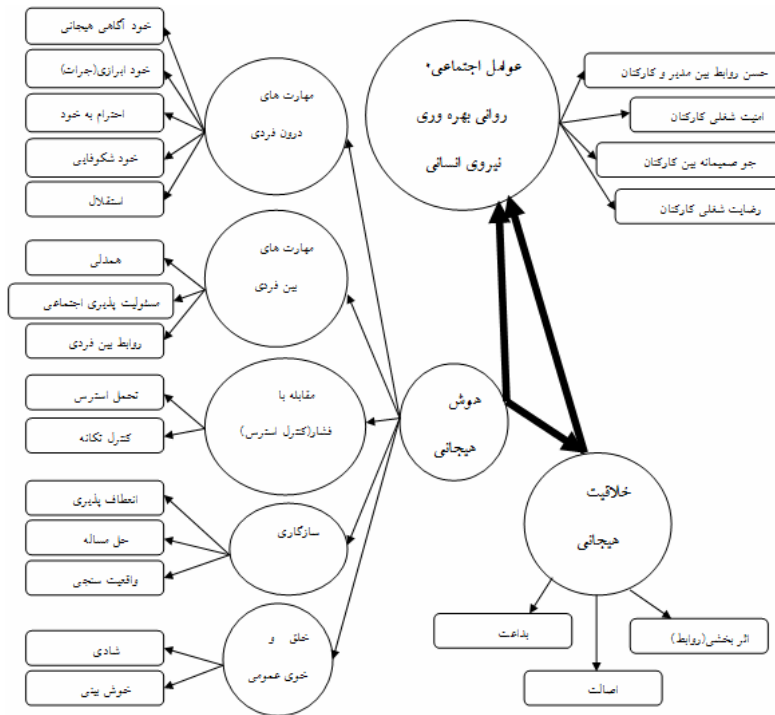 عوامل اجتماعی-
روانی بهره وری
نیروی انسانی
حسن روابط بین مدیر و کارکنان
امنیت شغلی کارکنان
جو صمیمانه بین کارکنان
رضایت شغلی کارکنان
مهارت های
درون فردی
خود آگاهی هیجانی
خود ابرازی(جرات)
احترام به خود
خود شکوفایی
استقلال
مهارت های
بین فردی
همدلی
مسئولیت پذیری اجتماعی
روابط بین فردی
هوش
هیجانی
مقابله با
فشار(کنترل استرس)
تحمل استرس
کنترل تکانه
خلاقیت
هیجانی
سازگاری
انعطاف پذیری
حل مساله
واقعیت سنجی
اثر بخشی(روابط)
بداعت
اصالت
خلق و
خوی عمومی
شادی
خوش بینی